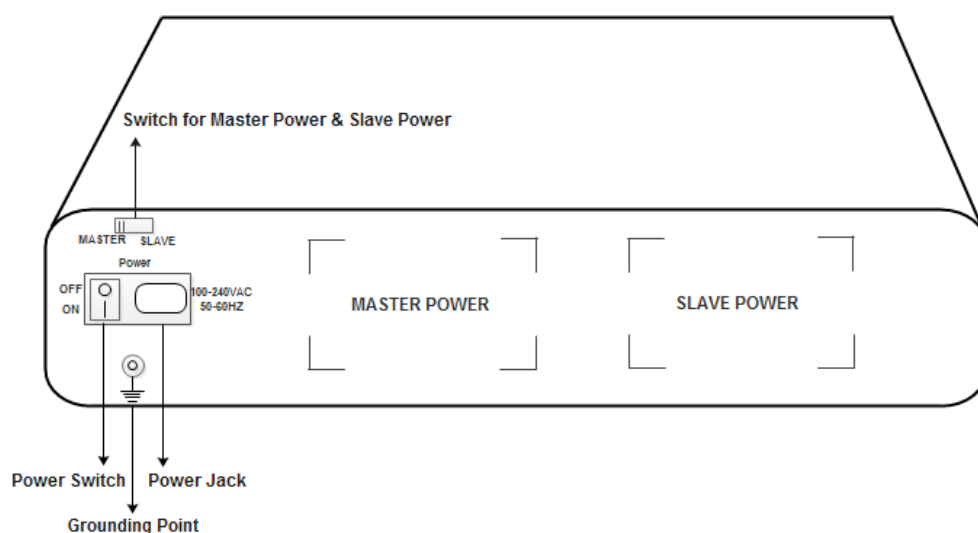 Switch for Master Power & Slave Power
MASTER SLAVE
Power
OFF
ON
100-240VAC
50-60HZ
MASTER POWER
SLAVE POWER
Power Switch
Power Jack
Grounding Point